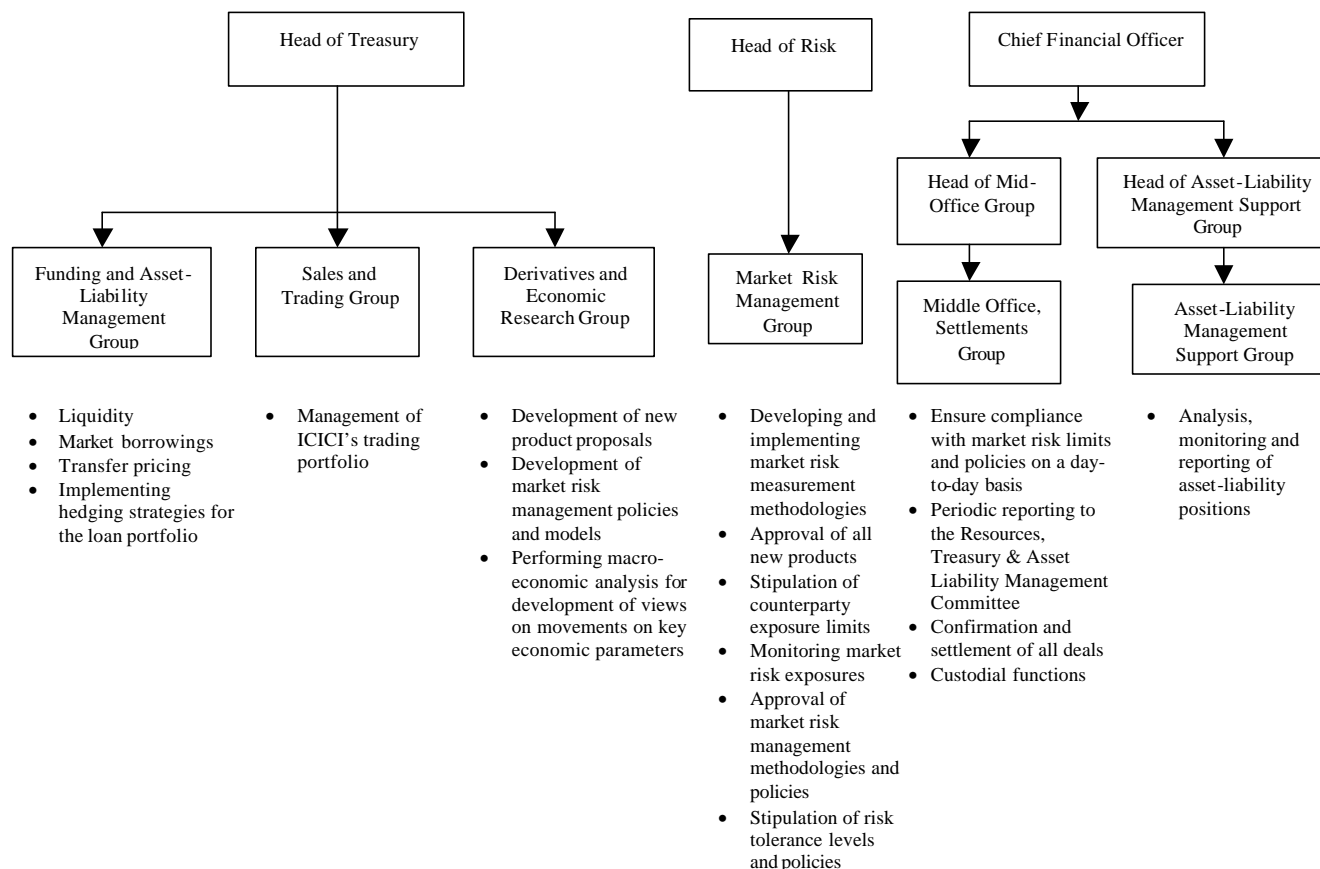 Head of Treasury
Head of Risk
Chief Financial Officer
Head of Mid-
Office Group
Head of Asset-Liability
Management Support
Group
Funding and Asset-
Liability
Management
Group
Sales and
Trading Group
Derivatives and
Economic
Research Group
Market Risk
Management
Group
Middle Office,
Settlements
Group
Asset-Liability
Management
Support Group
• Liquidity
• Market borrowings
• Transfer pricing
• Implementing
hedging strategies for
the loan portfolio
• Management of
ICICI's trading
portfolio
• Development of new
product proposals
• Development of
market risk
management policies
and models
• Performing macro-
economic analysis for
development of views
on movements on key
economic parameters
• Developing and
implementing
market risk
measurement
methodologies
• Approval of all
new products
• Stipulation of
counterparty
exposure limits
• Monitoring market
risk exposures
• Approval of
market risk
management
methodologies and
policies
• Stipulation of risk
tolerance levels
and policies
• Ensure compliance
with market risk limits
and policies on a day-
to-day basis
• Periodic reporting to
the Resources,
Treasury & Asset
Liability Management
Committee
• Confirmation and
settlement of all deals
• Custodial functions
• Analysis,
monitoring and
reporting of
asset-liability
positions